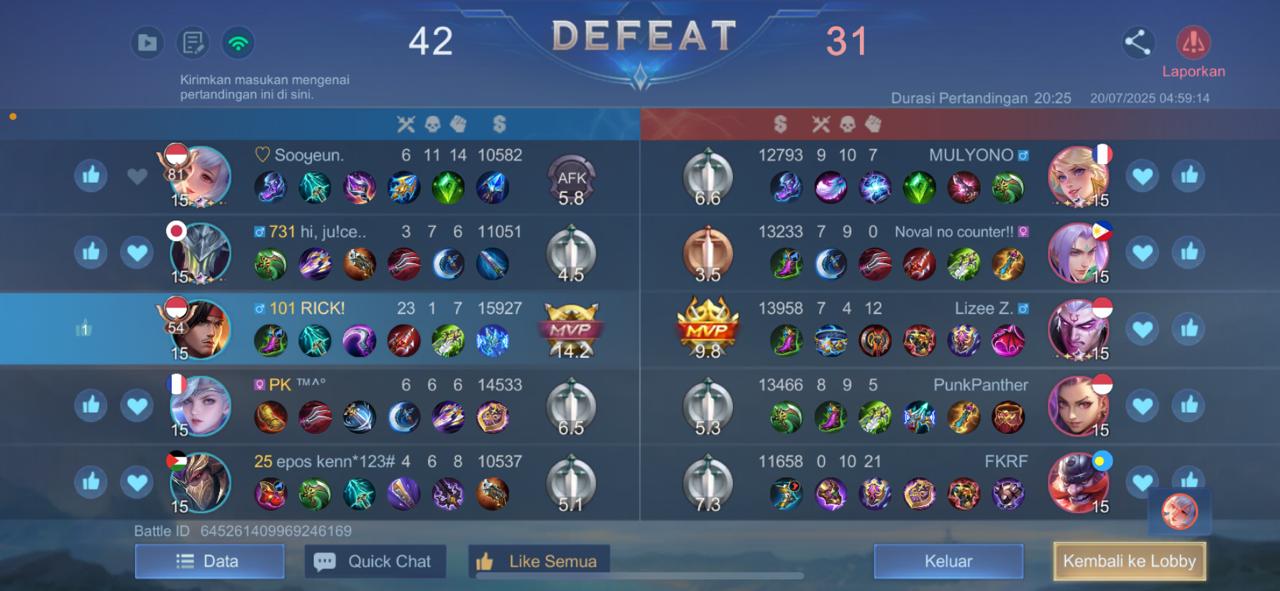 42 DEFEAT 31
Kirimkan masukan mengenai
pertandingan ini di sini.
Laporkan
Durasi Pertandingan 20:25 20/07/2025 04:59:14
81 15 ♡ Sooyeun. 6 11 14 10582 AFK 5.8
6.6 12793 9 10 7 MULYONO 15
15 731 hi, ju!ce.. 3 7 6 11051 4.5
3.5 13233 7 9 0 Noval no counter!! 15
1 54 15 101 RICK! 23 1 7 15927 MVP 14.2
MVP 9.8 13958 7 4 12 Lizee Z. 15
15 PK ™^° 6 6 6 14533 6.5
5.3 13466 8 9 5 PunkPanther 15
15 25 epos kenn*123# 4 6 8 10537 5.1
7.3 11658 0 10 21 FKRF 15
Battle ID 645261409969246169
Data Quick Chat Like Semua Keluar Kembali ke Lobby